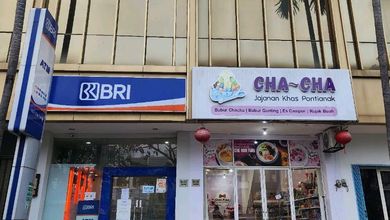 BRI
ATM
BRI
CHA~CHA
Jajanan Khas Pontianak
Bubur Chacha | Bubur Gunting | Es Campur | Rujak Buah